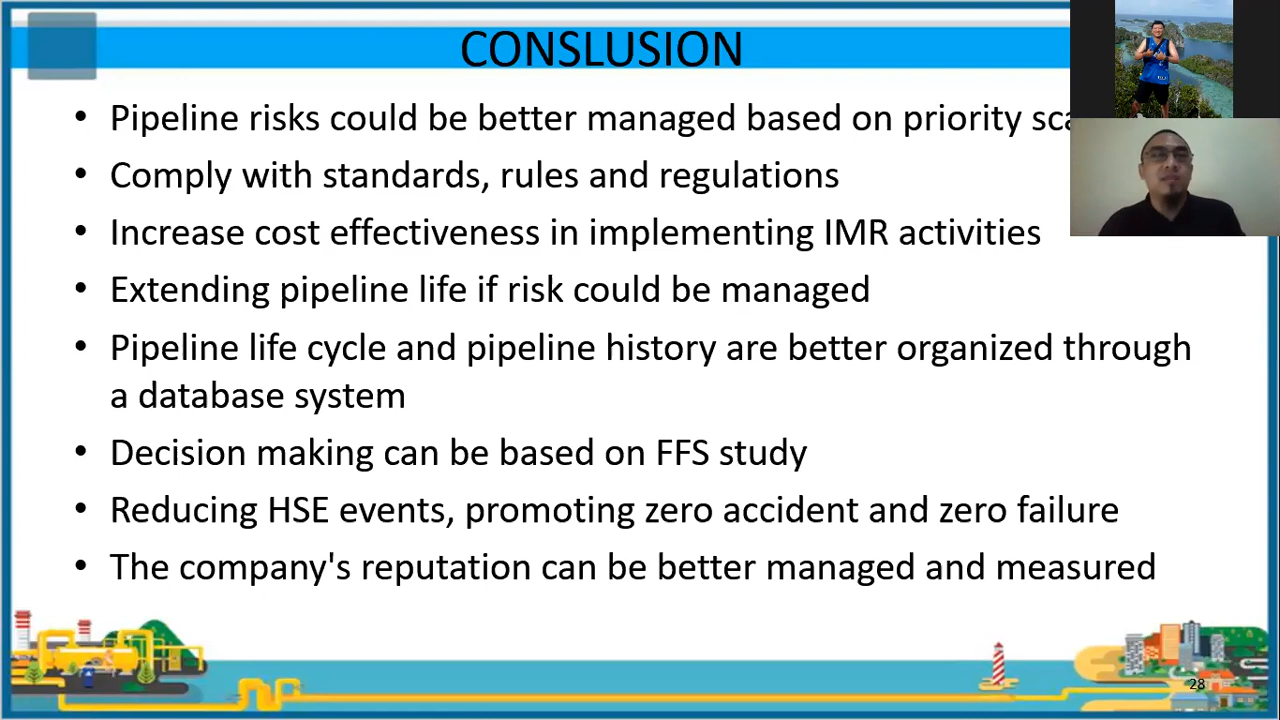 CONSLUSION
• Pipeline risks could be better managed based on priority
• Comply with standards, rules and regulations
• Increase cost effectiveness in implementing IMR activities
• Extending pipeline life if risk could be managed
• Pipeline life cycle and pipeline history are better organized through
a database system
• Decision making can be based on FFS study
• Reducing HSE events, promoting zero accident and zero failure
• The company's reputation can be better managed and measured
28